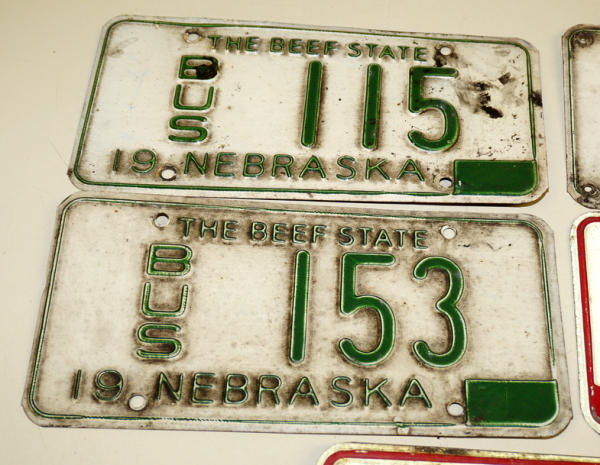 THE BEEF STATE
BUS 115
19 NEBRASKA
THE BEEF STATE
BUS 153
19 NEBRASKA